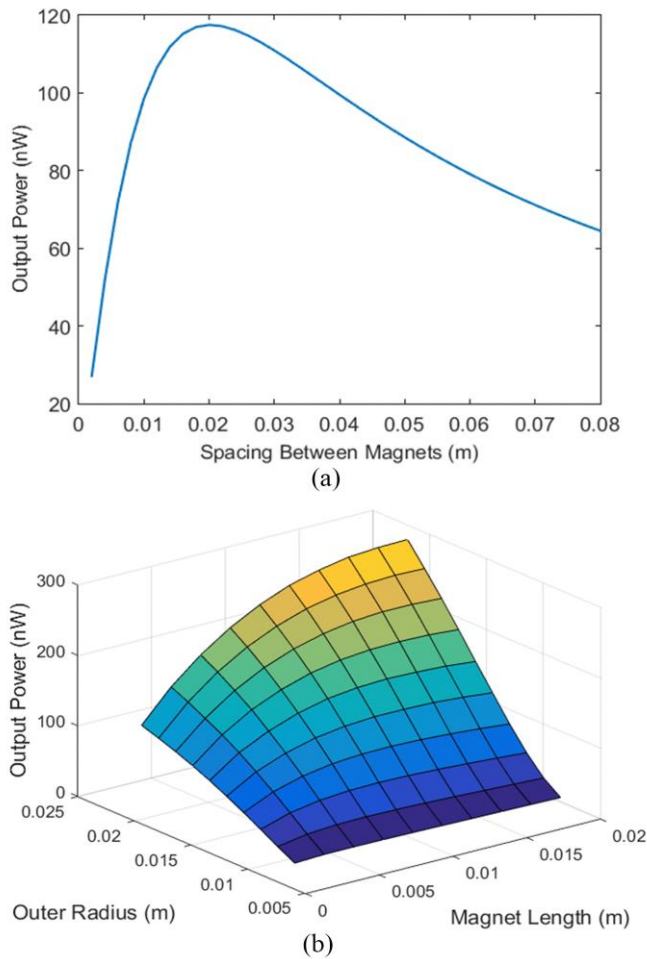 120
100
80
60
40
20
Output Power (nW)
0 0.01 0.02 0.03 0.04 0.05 0.06 0.07 0.08
Spacing Between Magnets (m)
(a)
300
200
100
0
Output Power (nW)
0.025
0.02
0.015
0.01
0.005
Outer Radius (m)
0
0.005
0.01
0.015
0.02
Magnet Length (m)
(b)